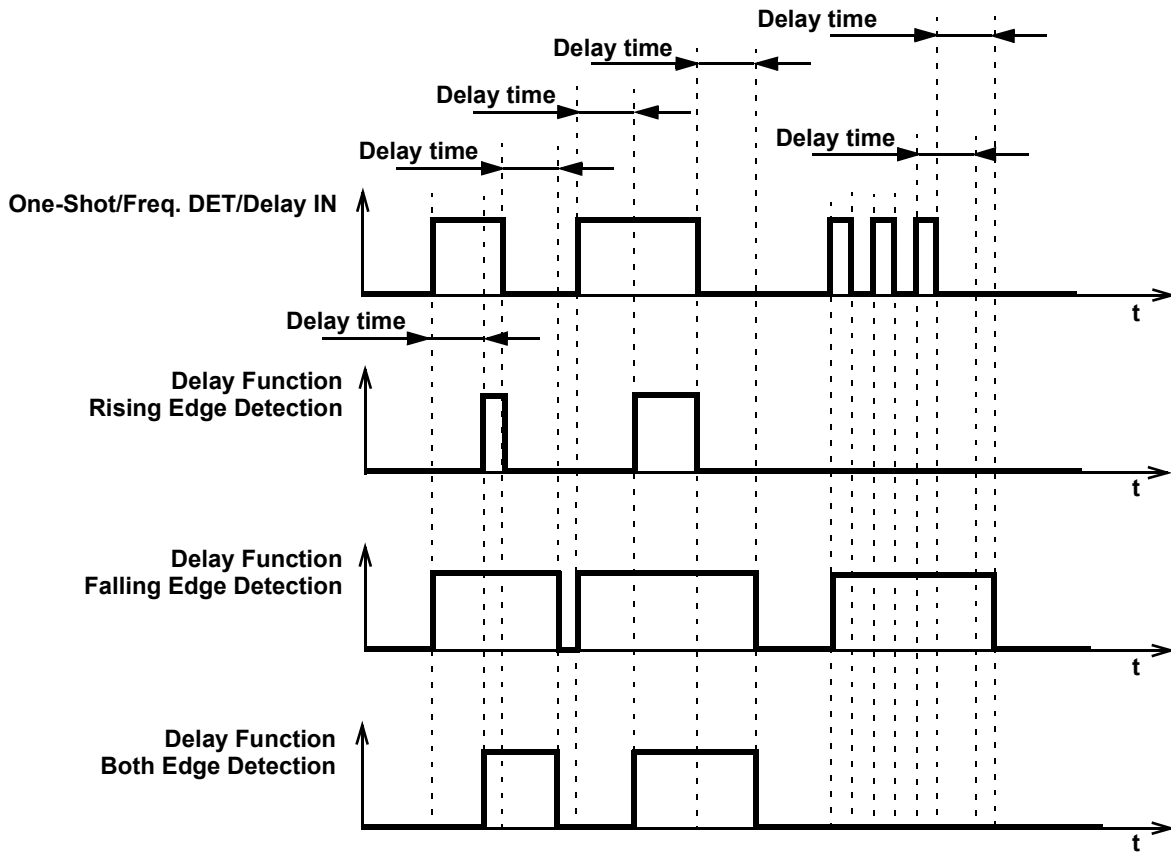 Delay time
Delay time
Delay time
Delay time
Delay time
One-Shot/Freq. DET/Delay IN
t
Delay time
Delay Function
Rising Edge Detection
t
Delay Function
Falling Edge Detection
t
Delay Function
Both Edge Detection
t